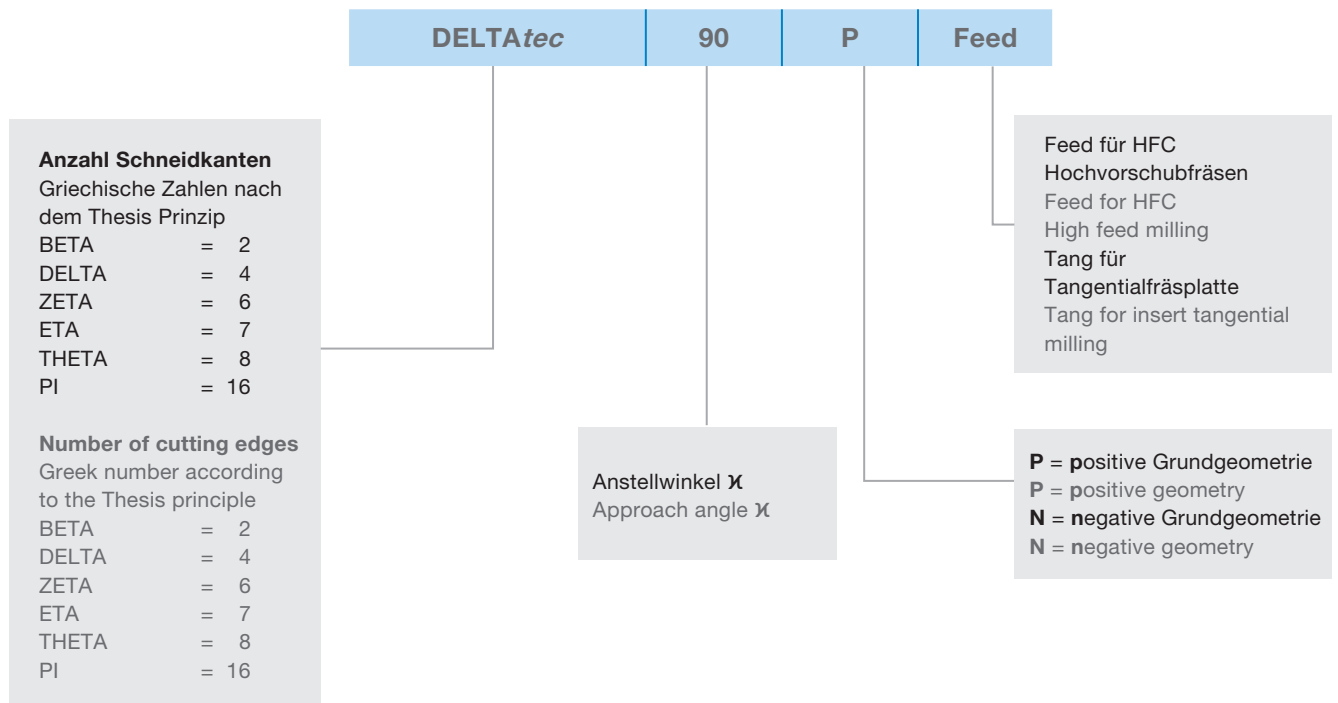 DELTAtec 90 P Feed
Anzahl Schneidkanten
Griechische Zahlen nach
dem Thesis Prinzip
BETA = 2
DELTA = 4
ZETA = 6
ETA = 7
THETA = 8
PI = 16
Number of cutting edges
Greek number according
to the Thesis principle
BETA = 2
DELTA = 4
ZETA = 6
ETA = 7
THETA = 8
PI = 16
Anstellwinkel ϰ
Approach angle ϰ
Feed für HFC
Hochvorschubfräsen
Feed for HFC
High feed milling
Tang für
Tangentialfräsplatte
Tang for insert tangential
milling
P = positive Grundgeometrie
P = positive geometry
N = negative Grundgeometrie
N = negative geometry